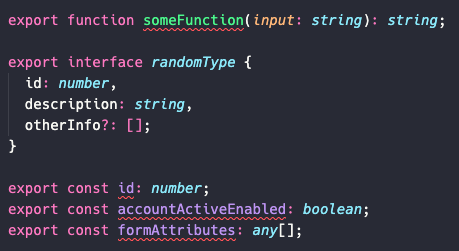 export function someFunction(input: string): string;
export interface randomType {
id: number,
description: string,
otherInfo?: [];
}
export const id: number;
export const accountActiveEnabled: boolean;
export const formAttributes: any[];